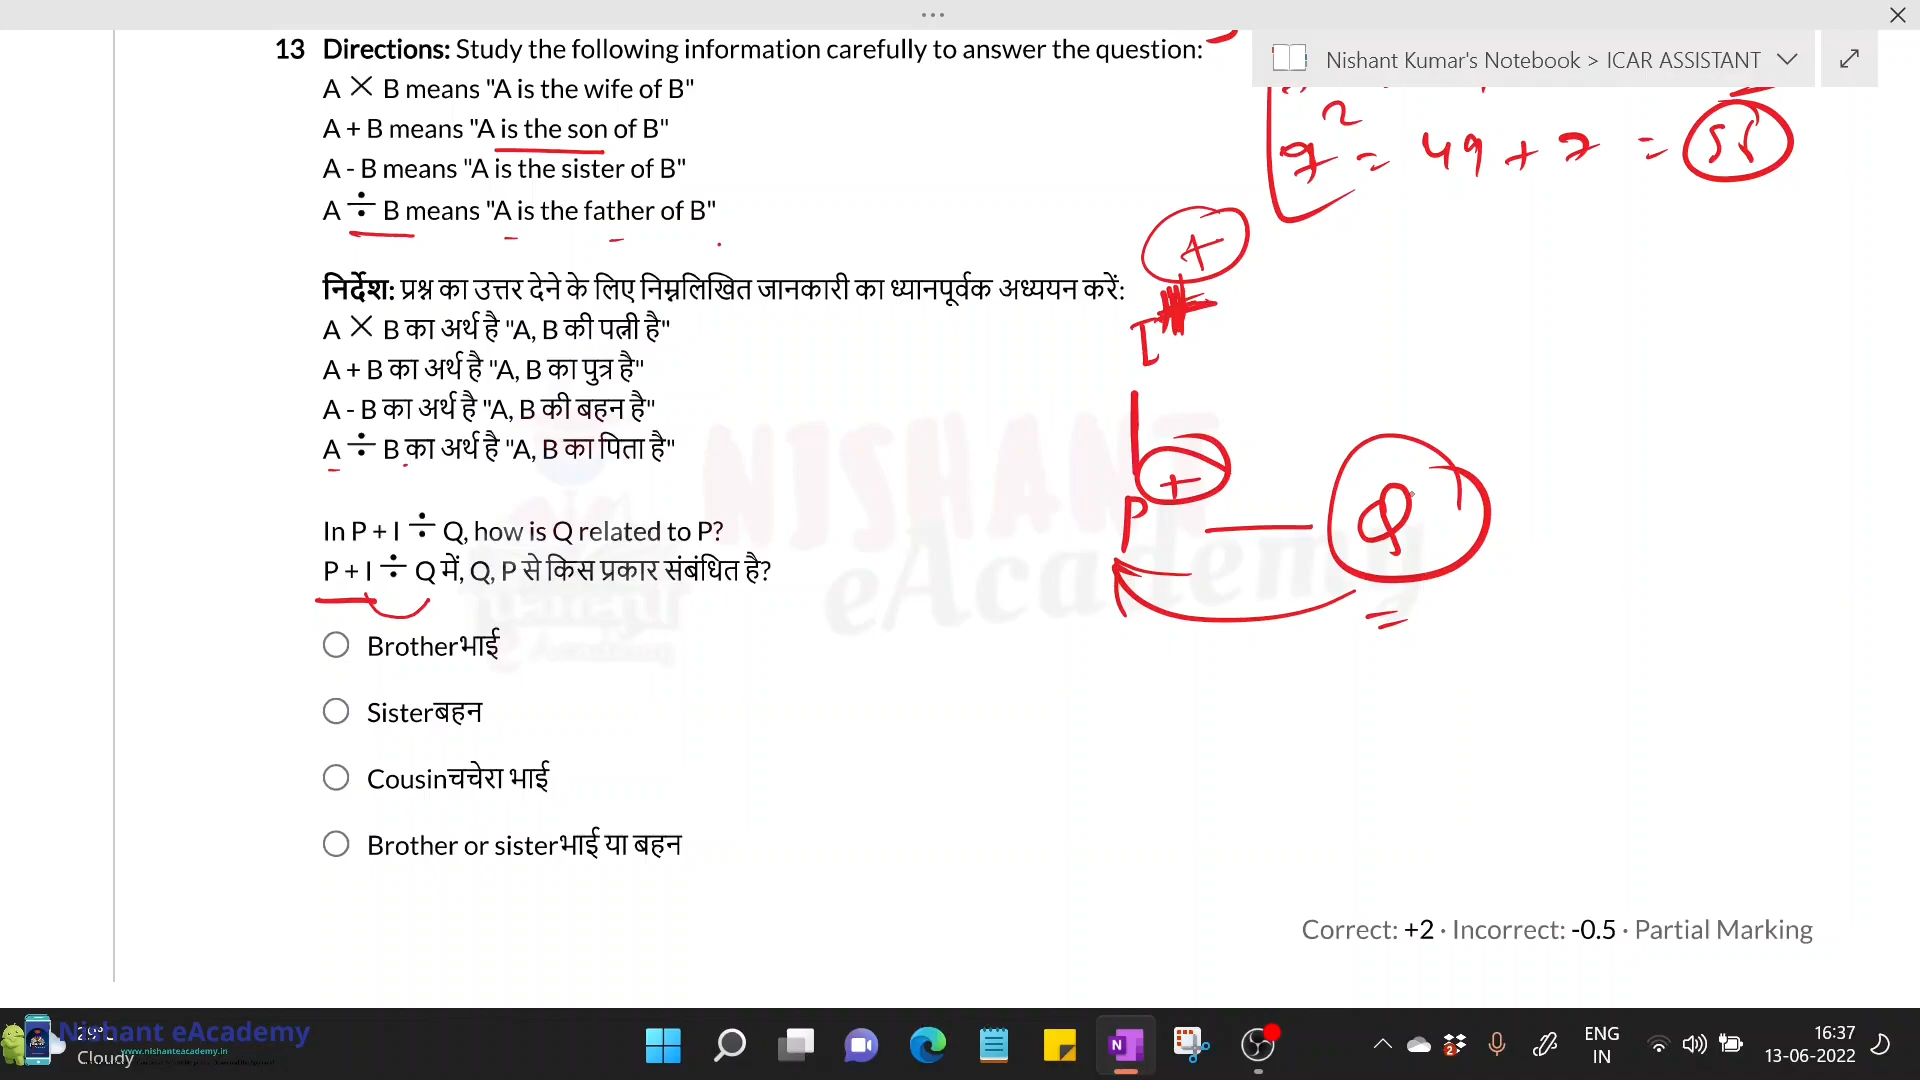 Nishant Kumar's Notebook > ICAR ASSISTANT
13 Directions: Study the following information carefully to answer the question:
A × B means "A is the wife of B"
A + B means "A is the son of B"
A - B means "A is the sister of B"
A ÷ B means "A is the father of B"
7² = 49 + 7 = 56
+
I
निर्देश: प्रश्न का उत्तर देने के लिए निम्नलिखित जानकारी का ध्यानपूर्वक अध्ययन करें:
A × B का अर्थ है "A, B की पत्नी है"
A + B का अर्थ है "A, B का पुत्र है"
A - B का अर्थ है "A, B की बहन है"
A ÷ B का अर्थ है "A, B का पिता है"
+
P — Q
NISHANT
eAcademy
In P + I ÷ Q, how is Q related to P?
P + I ÷ Q में, Q, P से किस प्रकार संबंधित है?
Brotherभाई
Sisterबहन
Cousinचचेरा भाई
Brother or sisterभाई या बहन
Correct: +2 · Incorrect: -0.5 · Partial Marking
Nishant eAcademy
www.nishanteacademy.in
Cloudy
ENG
IN
16:37
13-06-2022